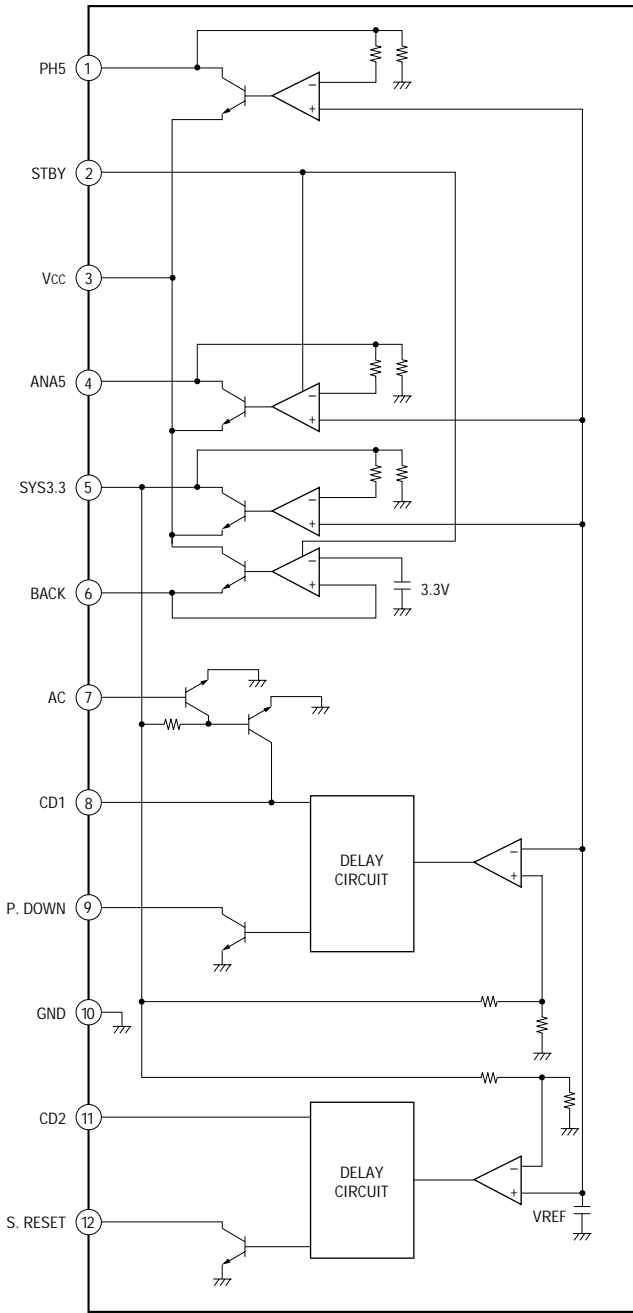 PH5 1
STBY 2
Vcc 3
ANA5 4
SYS3.3 5
BACK 6
3.3V
AC 7
CD1 8
DELAY
CIRCUIT
P. DOWN 9
GND 10
CD2 11
DELAY
CIRCUIT
S. RESET 12
VREF